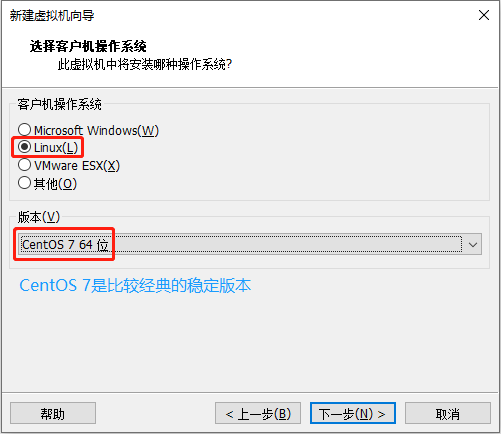 新建虚拟机向导
选择客户机操作系统
此虚拟机中将安装哪种操作系统?
客户机操作系统
Microsoft Windows(W)
Linux(L)
VMware ESX(X)
其他(O)
版本(V)
CentOS 7 64 位
CentOS 7是比较经典的稳定版本
帮助
< 上一步(B)
下一步(N) >
取消